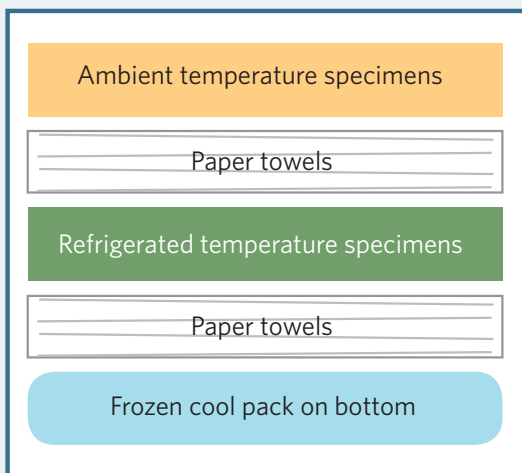 Ambient temperature specimens
Paper towels
Refrigerated temperature specimens
Paper towels
Frozen cool pack on bottom